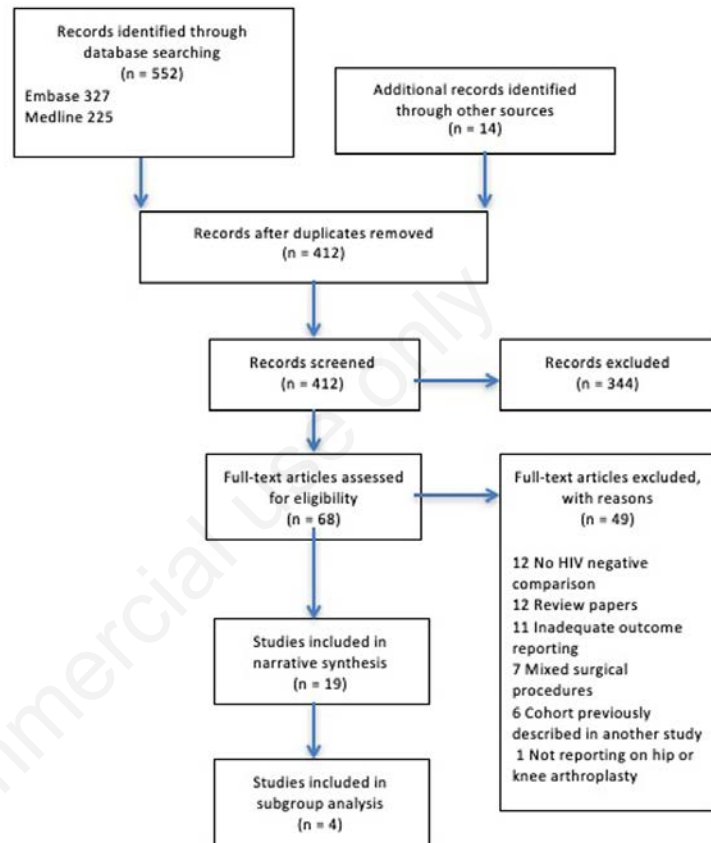 Records identified through
database searching
(n = 552)
Embase 327
Medline 225
Additional records identified
through other sources
(n = 14)
Records after duplicates removed
(n = 412)
Records screened
(n = 412)
Records excluded
(n = 344)
Full-text articles assessed
for eligibility
(n = 68)
Full-text articles excluded,
with reasons
(n = 49)
12 No HIV negative
comparison
12 Review papers
11 Inadequate outcome
reporting
7 Mixed surgical
procedures
6 Cohort previously
described in another study
1 Not reporting on hip or
knee arthroplasty
Studies included in
narrative synthesis
(n = 19)
Studies included in
subgroup analysis
(n = 4)
use only